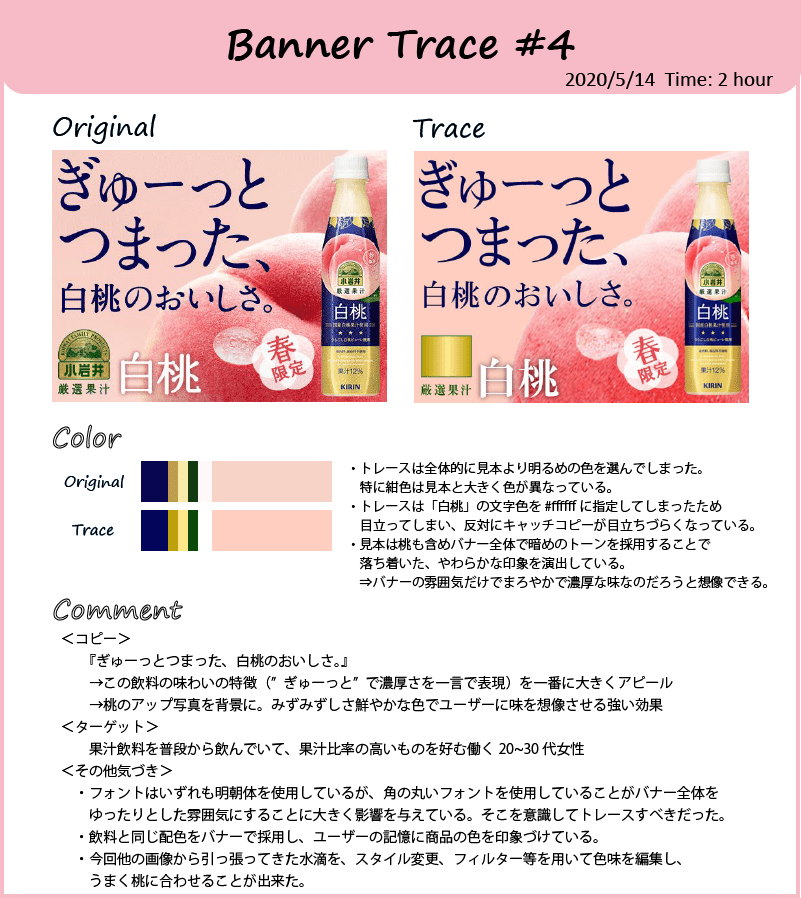 Banner Trace #4
2020/5/14 Time: 2 hour
Original
Trace
ぎゅーっと
つまった、
白桃のおいしさ。
小岩井
厳選果汁
白桃
春
限定
小岩井
厳選果汁
白桃
果汁12%
KIRIN
ぎゅーっと
つまった、
白桃のおいしさ。
厳選果汁
白桃
春
限定
小岩井
厳選果汁
白桃
果汁12%
KIRIN
Color
Original
Trace
・トレースは全体的に見本より明るめの色を選んでしまった。
特に紺色は見本と大きく色が異なっている。
・トレースは「白桃」の文字色を #ffffff に指定してしまったため
目立ってしまい、反対にキャッチコピーが目立ちづらくなっている。
・見本は桃も含めバナー全体で暗めのトーンを採用することで
落ち着いた、やわらかな印象を演出している。
⇒バナーの雰囲気だけでまろやかで濃厚な味なのだろうと想像できる。
Comment
＜コピー＞
『ぎゅーっとつまった、白桃のおいしさ。』
→この飲料の味わいの特徴（”ぎゅーっと”で濃厚さを一言で表現）を一番に大きくアピール
→桃のアップ写真を背景に。みずみずしさ鮮やかな色でユーザーに味を想像させる強い効果
＜ターゲット＞
果汁飲料を普段から飲んでいて、果汁比率の高いものを好む働く 20~30 代女性
＜その他気づき＞
・フォントはいずれも明朝体を使用しているが、角の丸いフォントを使用していることがバナー全体を
ゆったりとした雰囲気にすることに大きく影響を与えている。そこを意識してトレースすべきだった。
・飲料と同じ配色をバナーで採用し、ユーザーの記憶に商品の色を印象づけている。
・今回他の画像から引っ張ってきた水滴を、スタイル変更、フィルター等を用いて色味を編集し、
うまく桃に合わせることが出来た。